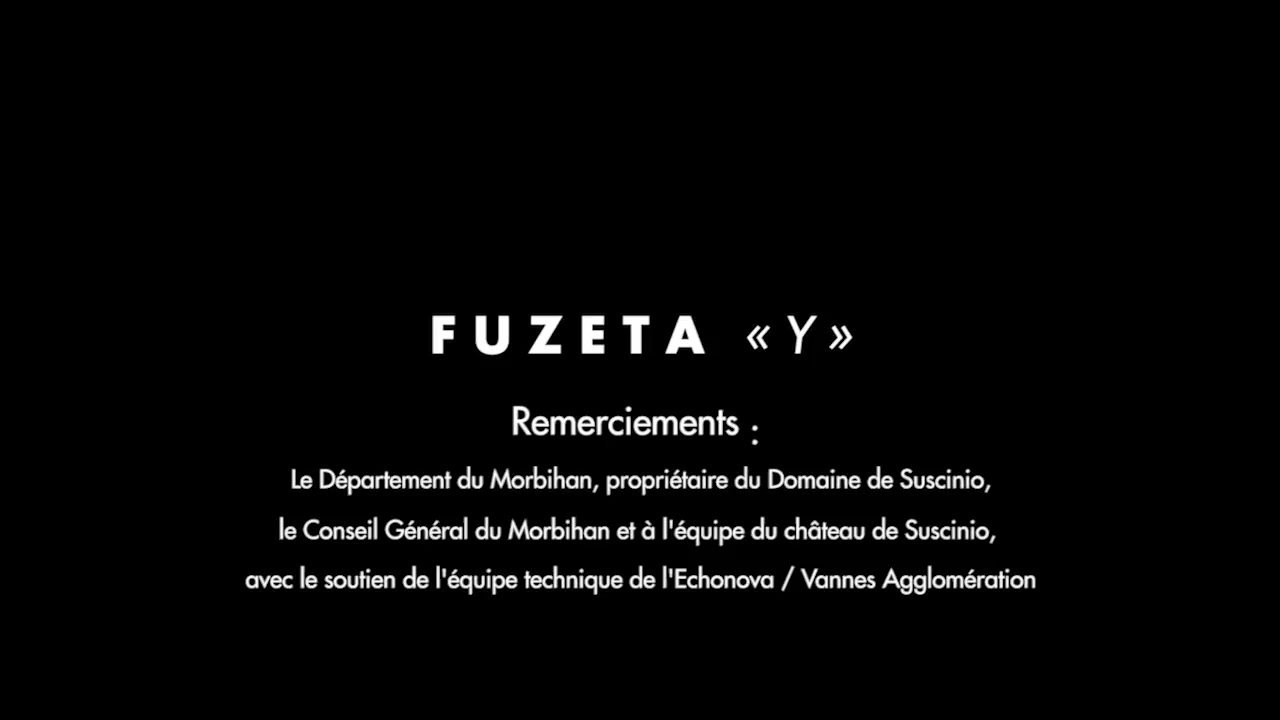 FUZETA « Y »
Remerciements :
Le Département du Morbihan, propriétaire du Domaine de Suscinio,
le Conseil Général du Morbihan et à l'équipe du château de Suscinio,
avec le soutien de l'équipe technique de l'Echonova / Vannes Agglomération